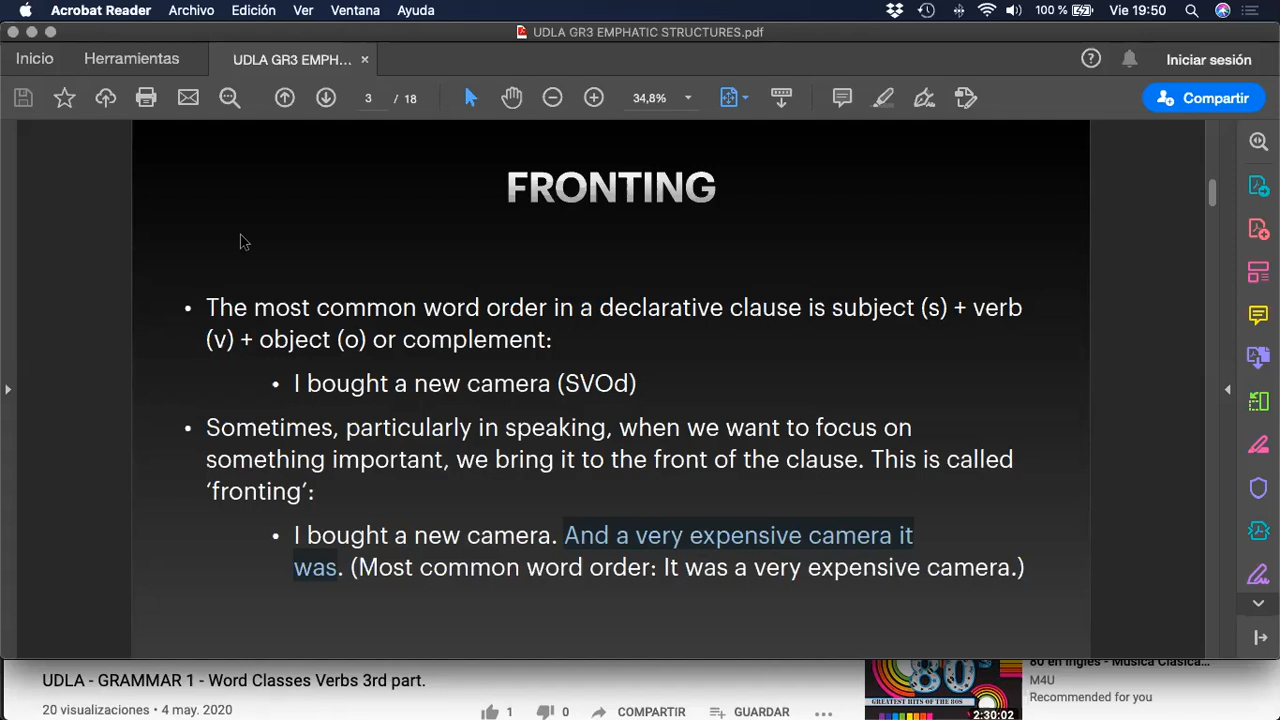 Acrobat Reader Archivo Edición Ver Ventana Ayuda 100 % Vie 19:50
UDLA GR3 EMPHATIC STRUCTURES.pdf
Inicio Herramientas UDLA GR3 EMPH... × Iniciar sesión
3 / 18 34,8% Compartir
FRONTING
• The most common word order in a declarative clause is subject (s) + verb
(v) + object (o) or complement:
• I bought a new camera (SVOd)
• Sometimes, particularly in speaking, when we want to focus on
something important, we bring it to the front of the clause. This is called
‘fronting’:
• I bought a new camera. And a very expensive camera it
was. (Most common word order: It was a very expensive camera.)
UDLA - GRAMMAR 1 - Word Classes Verbs 3rd part.
20 visualizaciones • 4 may. 2020
1 0 COMPARTIR GUARDAR ...
80s
GREATEST HITS OF THE 80S
2:30:02
80 en Inglés - Musica Clasica...
M4U
Recommended for you